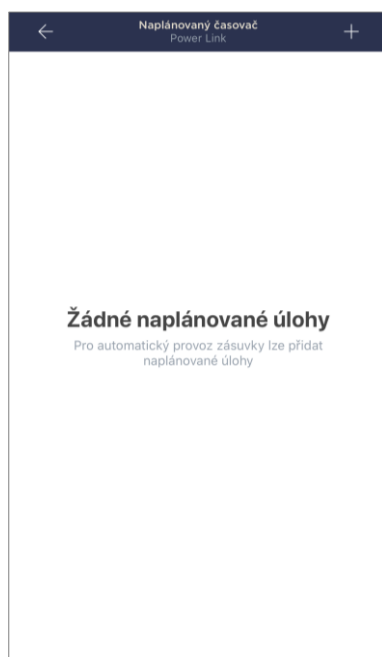 Naplánovaný časovač
Power Link
Žádné naplánované úlohy
Pro automatický provoz zásuvky lze přidat
naplánované úlohy